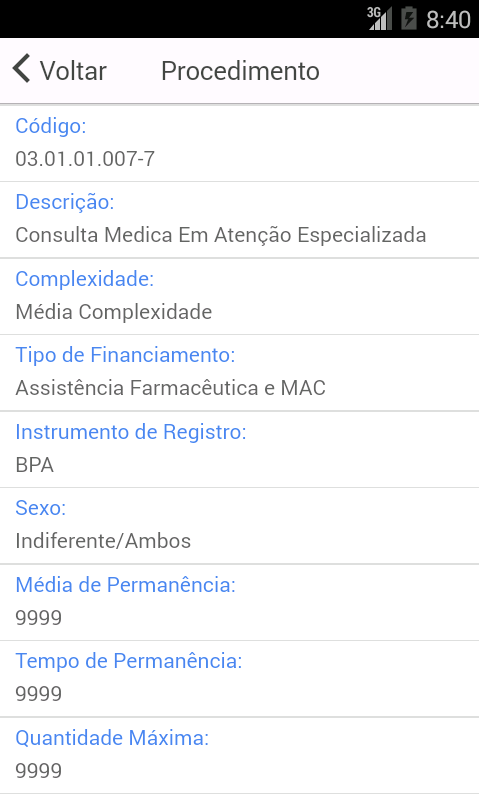 3G 8:40
Voltar Procedimento
Código:
03.01.01.007-7
Descrição:
Consulta Medica Em Atenção Especializada
Complexidade:
Média Complexidade
Tipo de Financiamento:
Assistência Farmacêutica e MAC
Instrumento de Registro:
BPA
Sexo:
Indiferente/Ambos
Média de Permanência:
9999
Tempo de Permanência:
9999
Quantidade Máxima:
9999